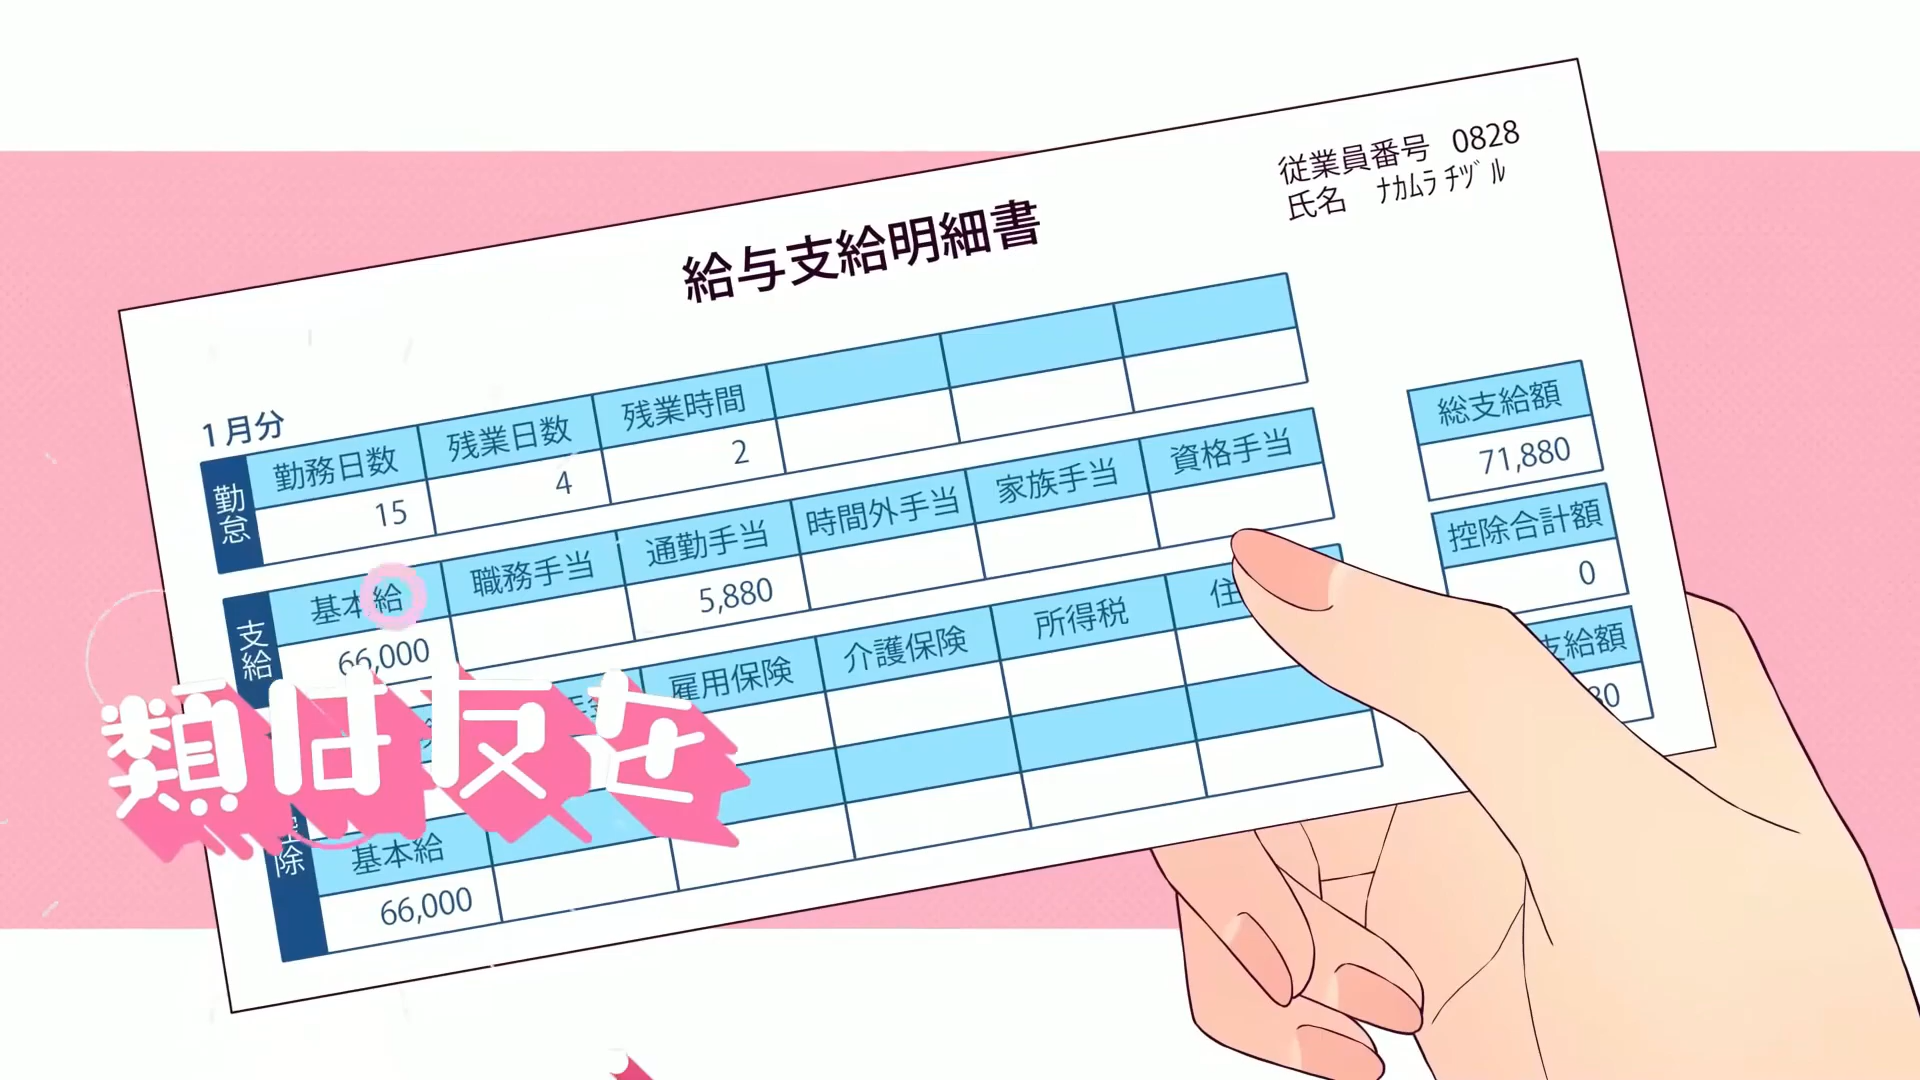 従業員番号 0828
氏名 ﾅｶﾑﾗ ﾁﾂﾞﾙ
給与支給明細書
1月分
勤怠
勤務日数 残業日数 残業時間
15 4 2
支給
基本給 職務手当 通勤手当 時間外手当 家族手当 資格手当
66,000 5,880
雇用保険 介護保険 所得税 住
除
基本給
66,000
総支給額
71,880
控除合計額
0
支給額
80
類は友を